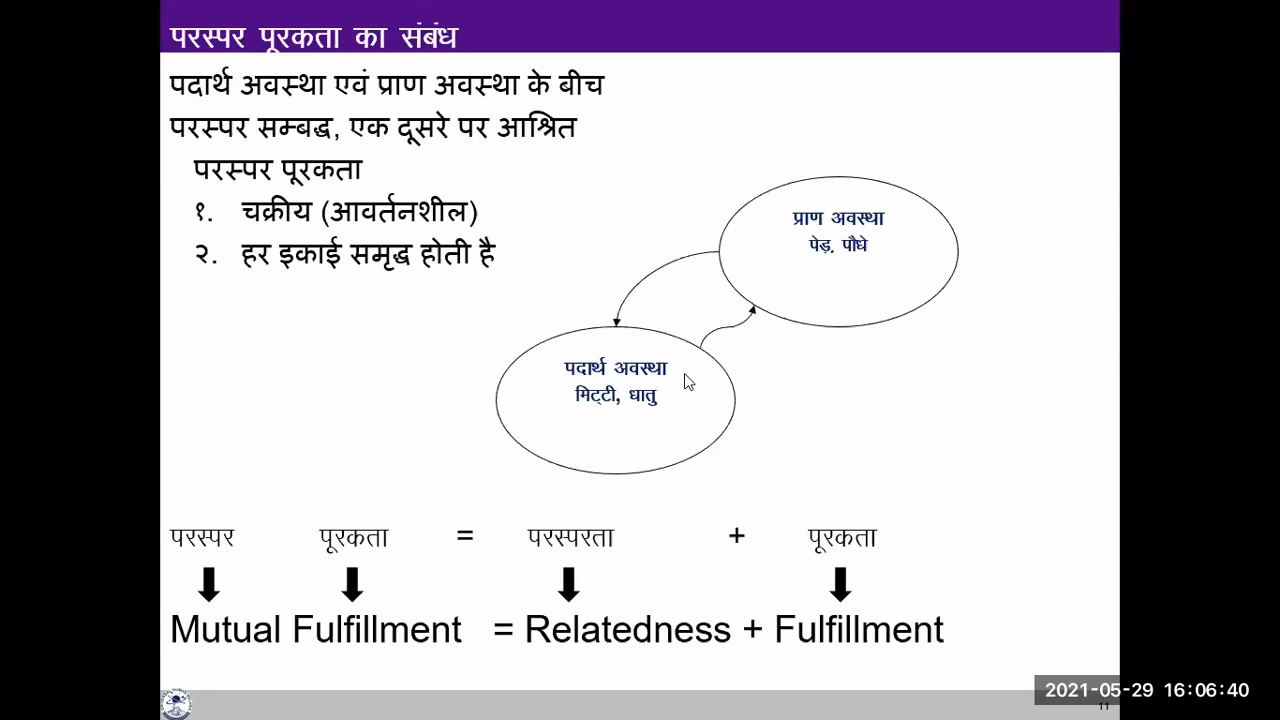 परस्पर पूरकता का संबंध
पदार्थ अवस्था एवं प्राण अवस्था के बीच
परस्पर सम्बद्ध, एक दूसरे पर आश्रित
परस्पर पूरकता
१. चक्रीय (आवर्तनशील)
२. हर इकाई समृद्ध होती है
प्राण अवस्था
पेड़, पौधे
पदार्थ अवस्था
मिट्टी, धातु
परस्पर पूरकता = परस्परता + पूरकता
Mutual Fulfillment = Relatedness + Fulfillment
2021-05-29 16:06:40
11